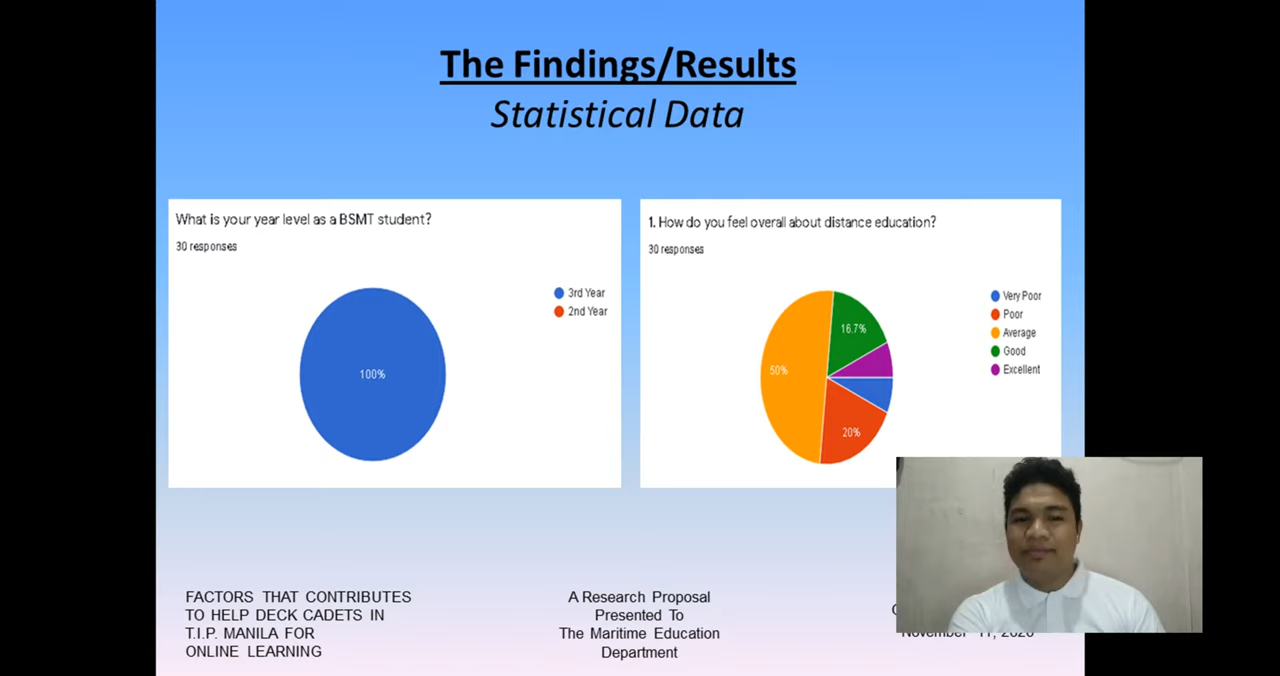 The Findings/Results
Statistical Data
What is your year level as a BSMT student?
30 responses
3rd Year
2nd Year
100%
1. How do you feel overall about distance education?
30 responses
Very Poor
Poor
Average
Good
Excellent
16.7%
50%
20%
FACTORS THAT CONTRIBUTES
TO HELP DECK CADETS IN
T.I.P. MANILA FOR
ONLINE LEARNING
A Research Proposal
Presented To
The Maritime Education
Department
November 11, 2020